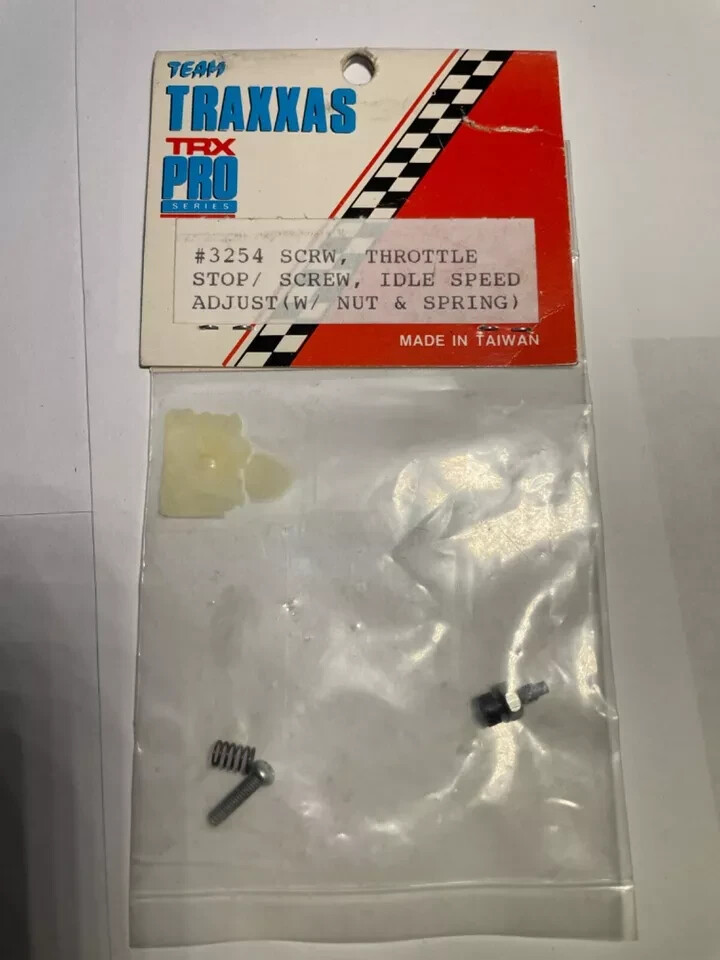 TEAM
TRAXXAS
TRX
PRO
SERIES
#3254 SCRW, THROTTLE
STOP/ SCREW, IDLE SPEED
ADJUST(W/ NUT & SPRING)
MADE IN TAIWAN